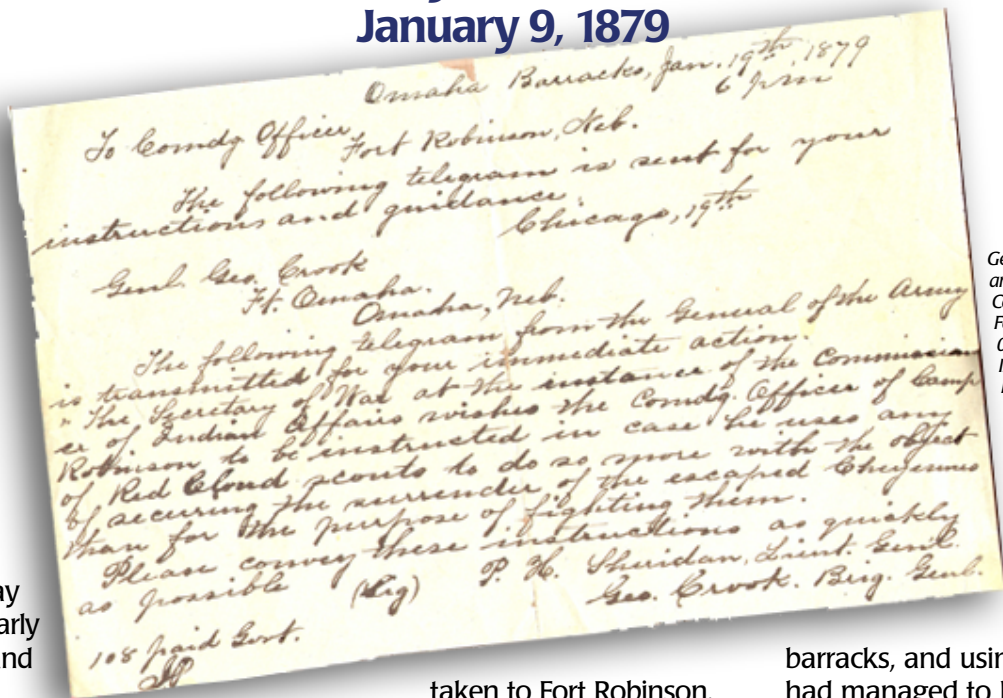 January 9, 1879
Omaha Barracks, Jan. 19th, 1879
6 pm
To Comdg Officer
Fort Robinson, Neb.
The following telegram is sent for your
instructions and guidance.
Chicago, 19th
Genl. Geo. Crook
Ft. Omaha.
Omaha, Neb.
The following telegram from the General of the Army
is transmitted for your immediate action.
"The Secretary of War at the instance of the Commission
er of Indian Affairs wishes the Comdg. Officer of Camp
Robinson to be instructed in case he uses any
of Red Cloud scouts to do so more with the object
of securing the surrender of the escaped Cheyennes
than for the purpose of fighting them.
Please convey these instructions as quickly
as possible
P. H. Sheridan, Lieut. Genl.
Geo. Crook. Brig. Genl.
108 paid Govt.
ay
arly
nd
taken to Fort Robinson.
barracks, and usin
had managed to